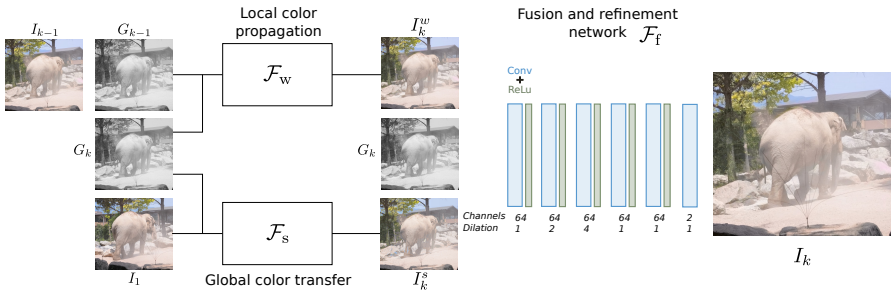 I_{k−1}
G_{k−1}
Local color
propagation
I_k^w
Fusion and refinement
network F_f
F_w
Conv
+
ReLu
G_k
G_k
F_s
Channels 64 64 64 64 64 2
Dilation 1 2 4 1 1 1
I_1
Global color transfer
I_k^s
I_k